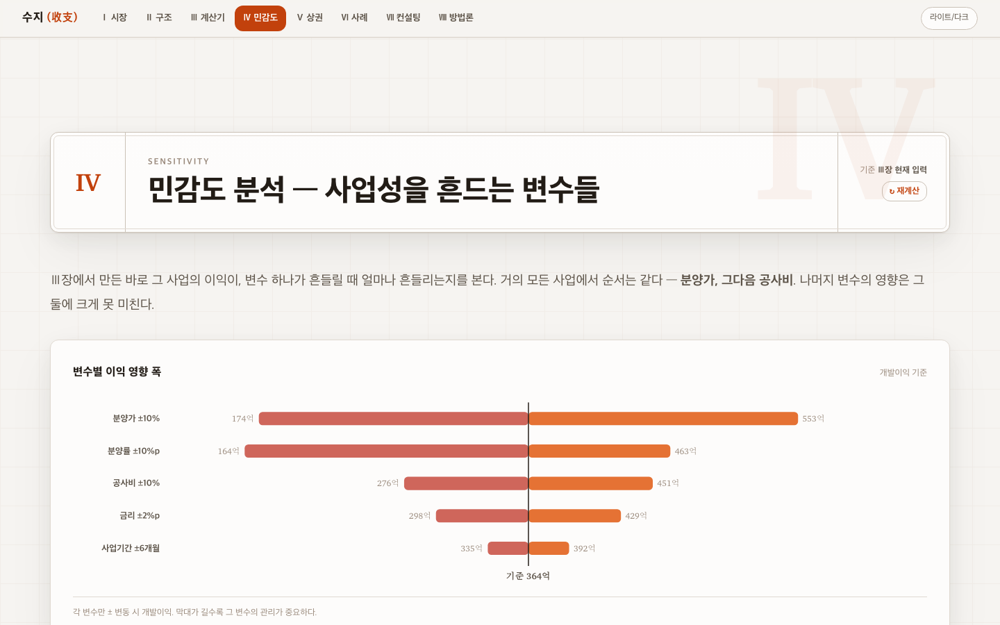 수지 (收支)
Ⅰ 시장
Ⅱ 구조
Ⅲ 계산기
Ⅳ 민감도
Ⅴ 상권
Ⅵ 사례
Ⅶ 컨설팅
Ⅷ 방법론
라이트/다크
IV
IV
SENSITIVITY
민감도 분석 — 사업성을 흔드는 변수들
기준 Ⅲ장 현재 입력
↻ 재계산
Ⅲ장에서 만든 바로 그 사업의 이익이, 변수 하나가 흔들릴 때 얼마나 흔들리는지를 본다. 거의 모든 사업에서 순서는 같다 — 분양가, 그다음 공사비. 나머지 변수의 영향은 그
둘에 크게 못 미친다.
변수별 이익 영향 폭
개발이익 기준
분양가 ±10%
174억
553억
분양률 ±10%p
164억
463억
공사비 ±10%
276억
451억
금리 ±2%p
298억
429억
사업기간 ±6개월
335억
392억
기준 364억
각 변수만 ± 변동 시 개발이익. 막대가 길수록 그 변수의 관리가 중요하다.